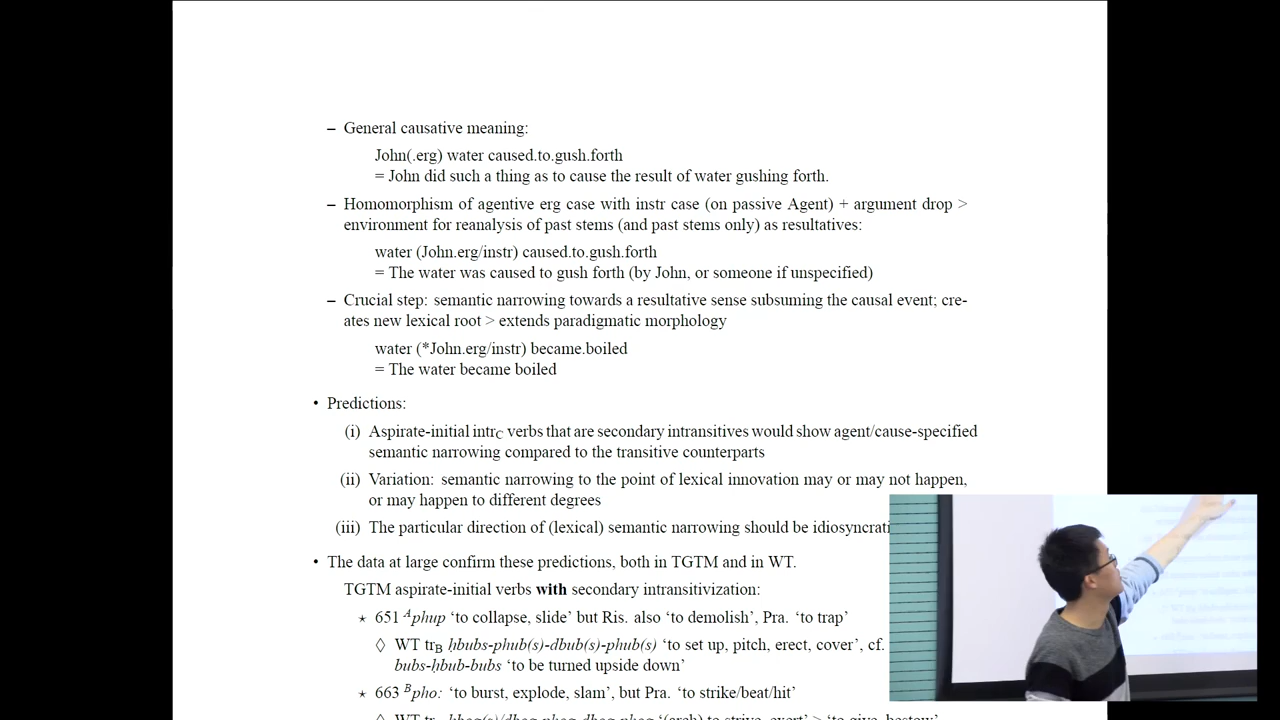 – General causative meaning:
John(.erg) water caused.to.gush.forth
= John did such a thing as to cause the result of water gushing forth.
– Homomorphism of agentive erg case with instr case (on passive Agent) + argument drop >
environment for reanalysis of past stems (and past stems only) as resultatives:
water (John.erg/instr) caused.to.gush.forth
= The water was caused to gush forth (by John, or someone if unspecified)
– Crucial step: semantic narrowing towards a resultative sense subsuming the causal event; cre-
ates new lexical root > extends paradigmatic morphology
water (*John.erg/instr) became.boiled
= The water became boiled
• Predictions:
(i) Aspirate-initial intrC verbs that are secondary intransitives would show agent/cause-specified
semantic narrowing compared to the transitive counterparts
(ii) Variation: semantic narrowing to the point of lexical innovation may or may not happen,
or may happen to different degrees
(iii) The particular direction of (lexical) semantic narrowing should be idiosyncrati
• The data at large confirm these predictions, both in TGTM and in WT.
TGTM aspirate-initial verbs with secondary intransitivization:
⋆ 651 ᴬphup ‘to collapse, slide’ but Ris. also ‘to demolish’, Pra. ‘to trap’
◊ WT trB ḥbubs-phub(s)-dbub(s)-phub(s) ‘to set up, pitch, erect, cover’, cf.
bubs-ḥbub-bubs ‘to be turned upside down’
⋆ 663 ᴮpho: ‘to burst, explode, slam’, but Pra. ‘to strike/beat/hit’
◊ WT